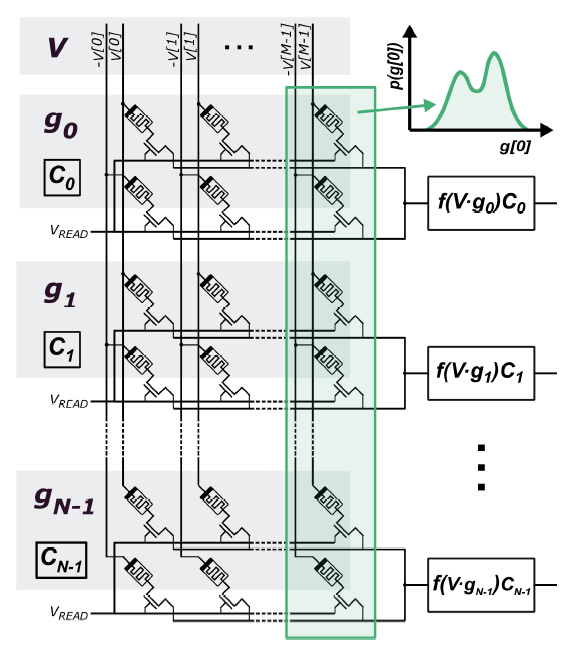 V
-V[0]
V[0]
-V[1]
V[1]
...
-V[M-1]
V[M-1]
p(g[0])
g[0]
g0
C0
VREAD
f(V·g0)C0
g1
C1
VREAD
f(V·g1)C1
gN-1
CN-1
VREAD
f(V·gN-1)CN-1